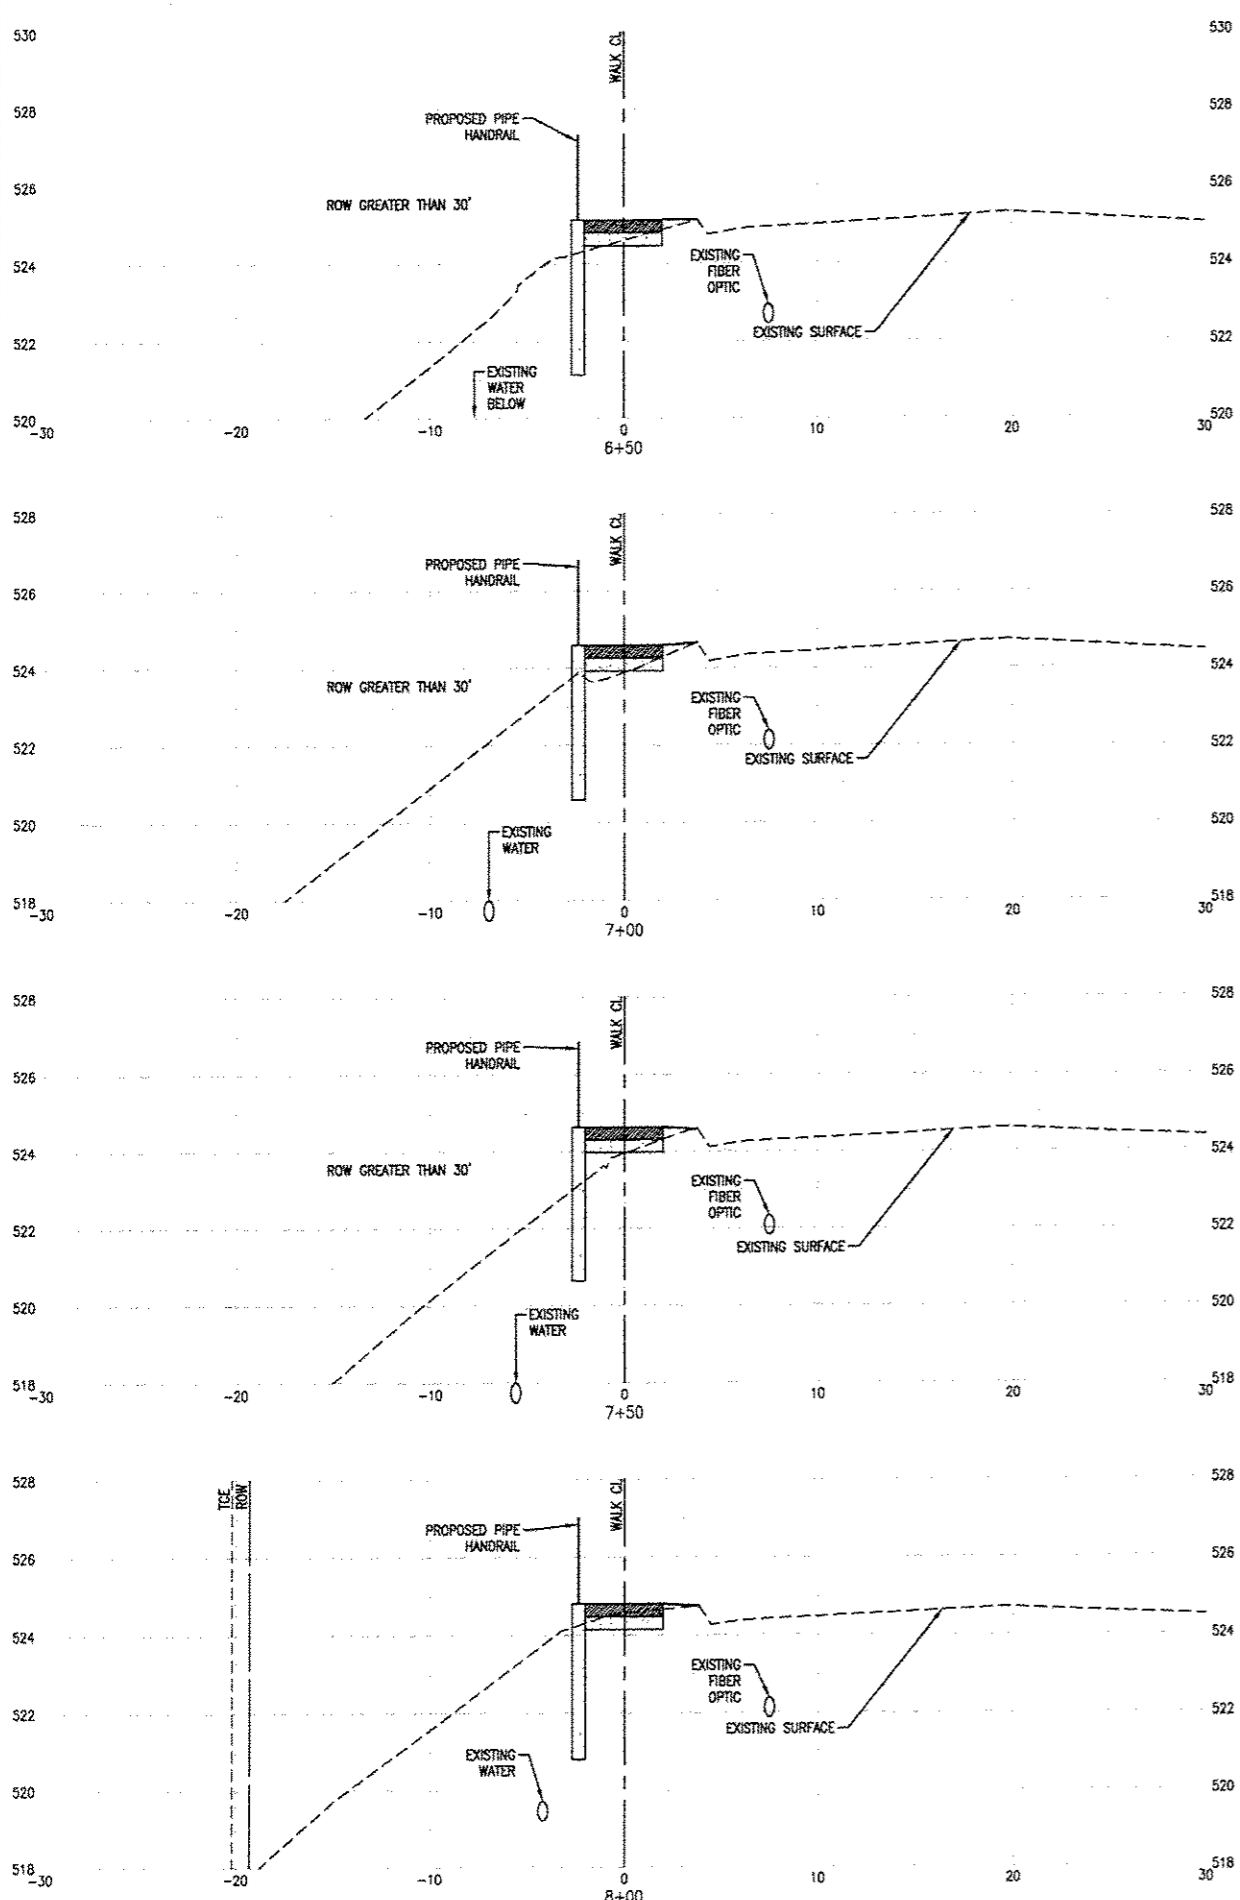 530
WALK CL
530
528
PROPOSED PIPE
HANDRAIL
528
526
ROW GREATER THAN 30'
526
524
EXISTING
FIBER
OPTIC
524
522
EXISTING SURFACE
522
EXISTING
WATER
BELOW
520
520
-30
-20
-10
0
10
20
30
6+50
528
WALK CL
528
PROPOSED PIPE
HANDRAIL
526
526
524
524
ROW GREATER THAN 30'
EXISTING
FIBER
OPTIC
522
EXISTING SURFACE
522
520
EXISTING
WATER
520
518
518
-30
-20
-10
0
10
20
30
7+00
528
WALK CL
528
PROPOSED PIPE
HANDRAIL
526
526
524
524
ROW GREATER THAN 30'
EXISTING
FIBER
OPTIC
522
EXISTING SURFACE
522
520
EXISTING
WATER
520
518
518
-30
-20
-10
0
10
20
30
7+50
528
TCE
ROW
WALK CL
528
PROPOSED PIPE
HANDRAIL
526
526
524
524
EXISTING
FIBER
OPTIC
522
EXISTING SURFACE
522
EXISTING
WATER
520
520
518
518
-30
-20
-10
0
10
20
30
8+00